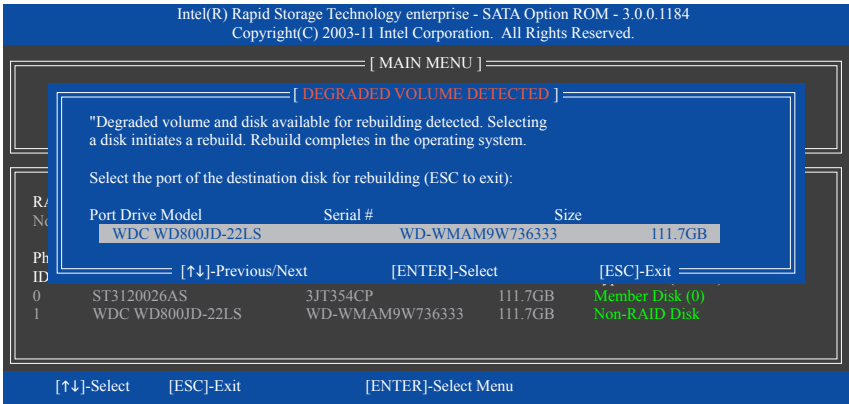 Intel(R) Rapid Storage Technology enterprise - SATA Option ROM - 3.0.0.1184
Copyright(C) 2003-11 Intel Corporation. All Rights Reserved.
[ MAIN MENU ]
[ DEGRADED VOLUME DETECTED ]
"Degraded volume and disk available for rebuilding detected. Selecting
a disk initiates a rebuild. Rebuild completes in the operating system.
Select the port of the destination disk for rebuilding (ESC to exit):
Port Drive Model Serial # Size
WDC WD800JD-22LS WD-WMAM9W736333 111.7GB
[↑↓]-Previous/Next [ENTER]-Select [ESC]-Exit
ID
0 ST3120026AS 3JT354CP 111.7GB Member Disk (0)
1 WDC WD800JD-22LS WD-WMAM9W736333 111.7GB Non-RAID Disk
[↑↓]-Select [ESC]-Exit [ENTER]-Select Menu